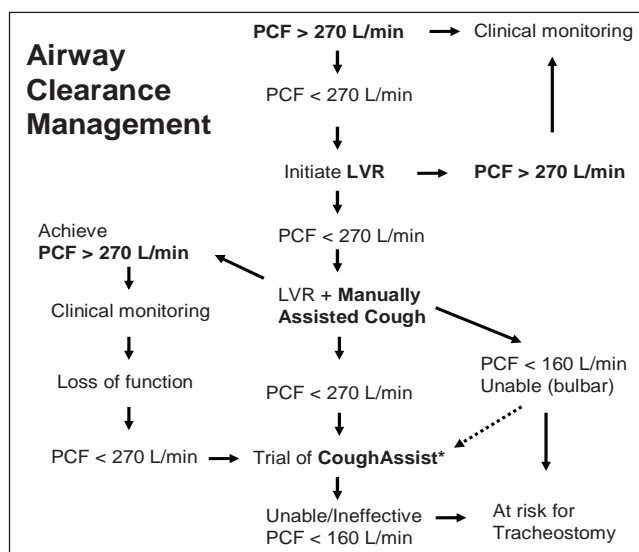 Airway
Clearance
Management
PCF > 270 L/min
Clinical monitoring
PCF < 270 L/min
Initiate LVR
PCF > 270 L/min
PCF < 270 L/min
Achieve
PCF > 270 L/min
LVR + Manually
Assisted Cough
Clinical monitoring
PCF < 160 L/min
Unable (bulbar)
Loss of function
PCF < 270 L/min
PCF < 270 L/min
Trial of CoughAssist*
Unable/Ineffective
PCF < 160 L/min
At risk for
Tracheostomy